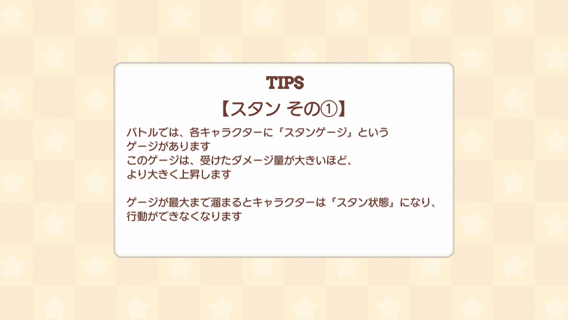 TIPS
【スタン その①】
バトルでは、各キャラクターに「スタンゲージ」という
ゲージがあります
このゲージは、受けたダメージ量が大きいほど、
より大きく上昇します
ゲージが最大まで溜まるとキャラクターは「スタン状態」になり、
行動ができなくなります